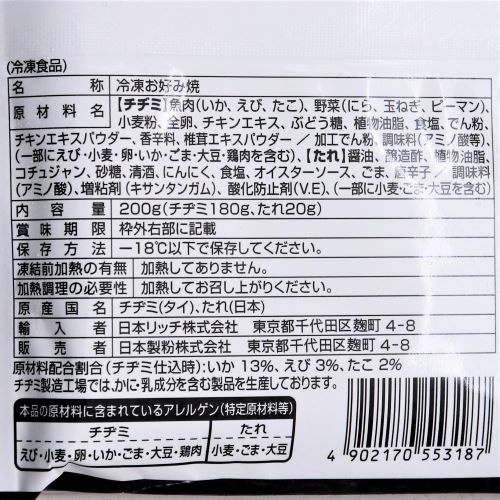 (冷凍食品)
名 称 冷凍お好み焼
原材料名 【チヂミ】魚肉(いか、えび、たこ)、野菜(にら、玉ねぎ、ピーマン)、
小麦粉、全卵、チキンエキス、ぶどう糖、植物油脂、食塩、でん粉、
チキンエキスパウダー、香辛料、椎茸エキスパウダー/加工でん粉、調味料(アミノ酸等)、
(一部にえび・小麦・卵・いか・ごま・大豆・鶏肉を含む)、【たれ】醤油、醸造酢、植物油脂、
コチュジャン、砂糖、清酒、にんにく、食塩、オイスターソース、ごま、唐辛子/調味料
(アミノ酸)、増粘剤(キサンタンガム)、酸化防止剤(V.E)、(一部に小麦・ごま・大豆を含む)
内容量 200g(チヂミ180g、たれ20g)
賞味期限 枠外右部に記載
保存方法 −18℃以下で保存してください。
凍結前加熱の有無 加熱してありません。
加熱調理の必要性 加熱してお召し上がりください。
原産国名 チヂミ(タイ)、たれ(日本)
輸入者 日本リッチ株式会社 東京都千代田区麹町 4-8
販売者 日本製粉株式会社 東京都千代田区麹町 4-8
原材料配合割合(チヂミ仕込時):いか 13%、えび 3%、たこ 2%
チヂミ製造工場では、かに・乳成分を含む製品を生産しております。
本品の原材料に含まれているアレルゲン(特定原材料等)
チヂミ たれ
えび・小麦・卵・いか・ごま・大豆・鶏肉 小麦・ごま・大豆
4 902170 553187